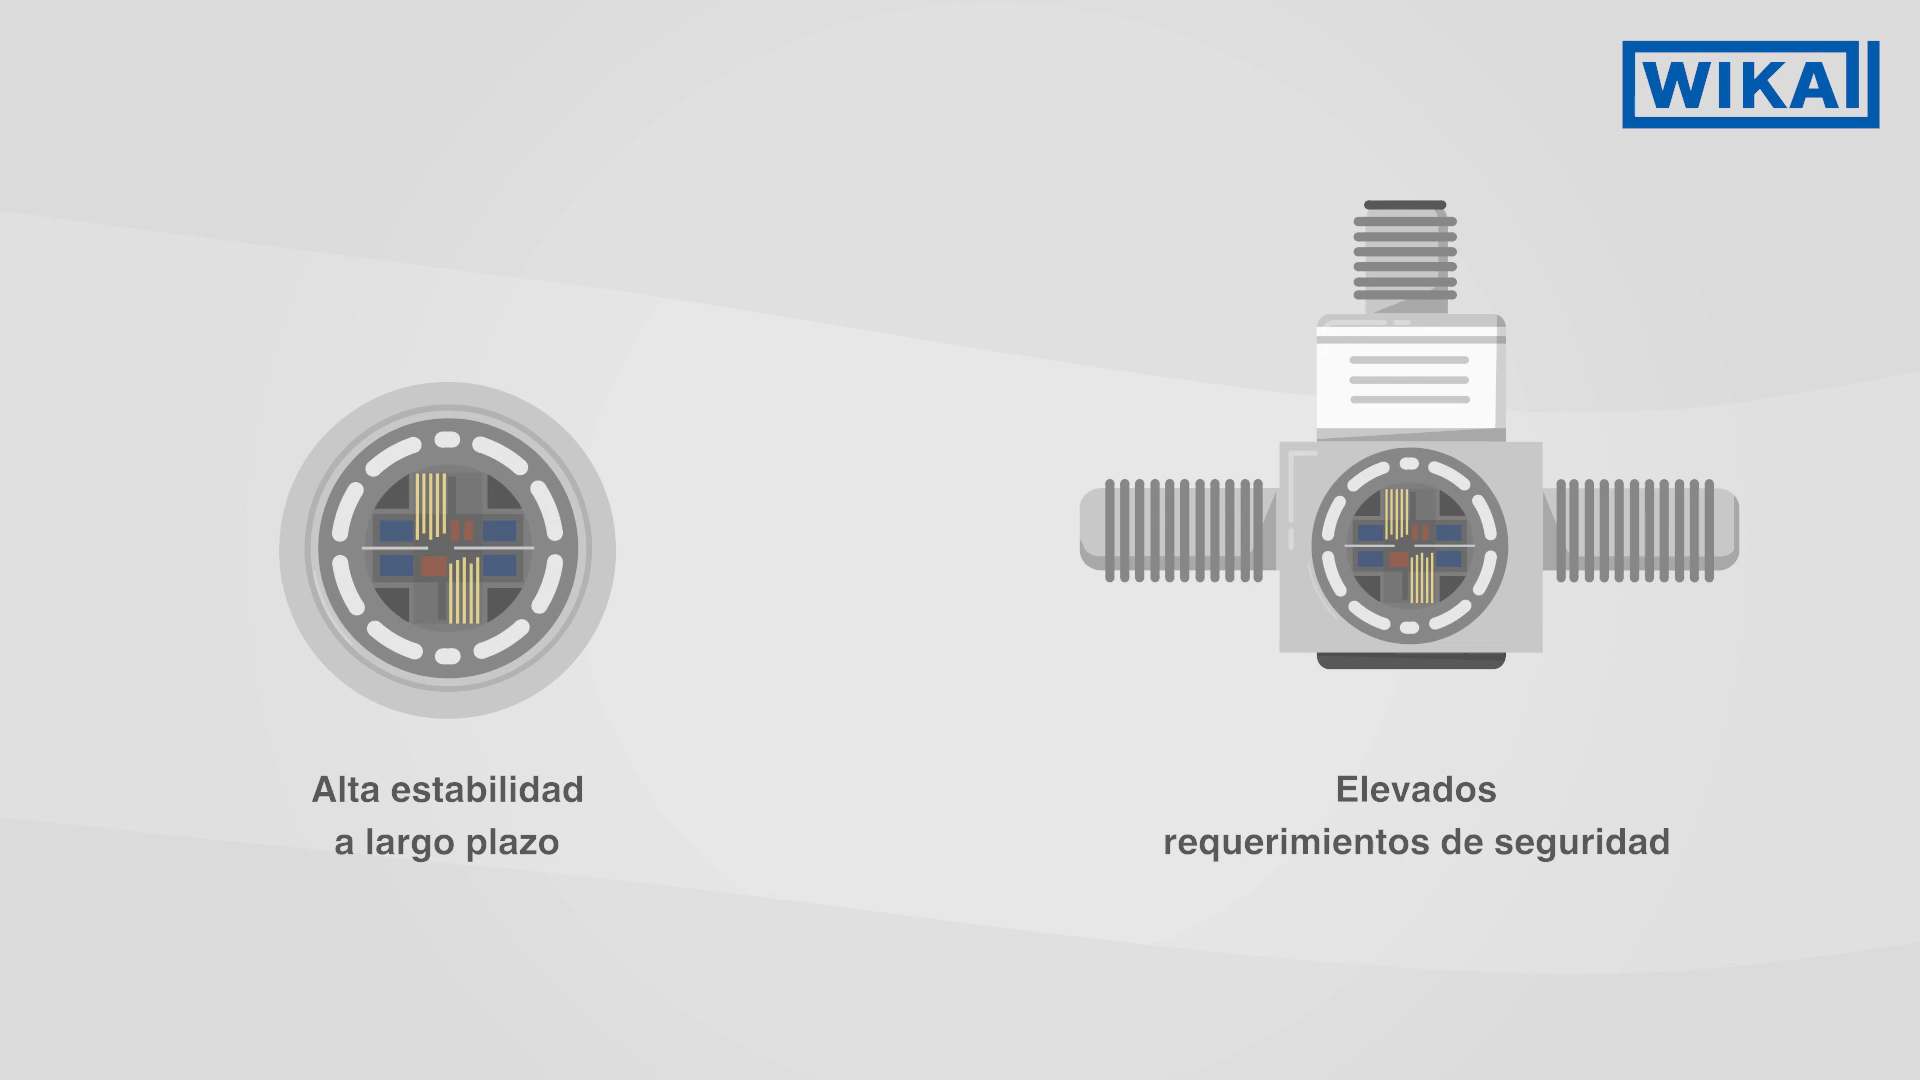 WIKA
Alta estabilidad
a largo plazo
Elevados
requerimientos de seguridad